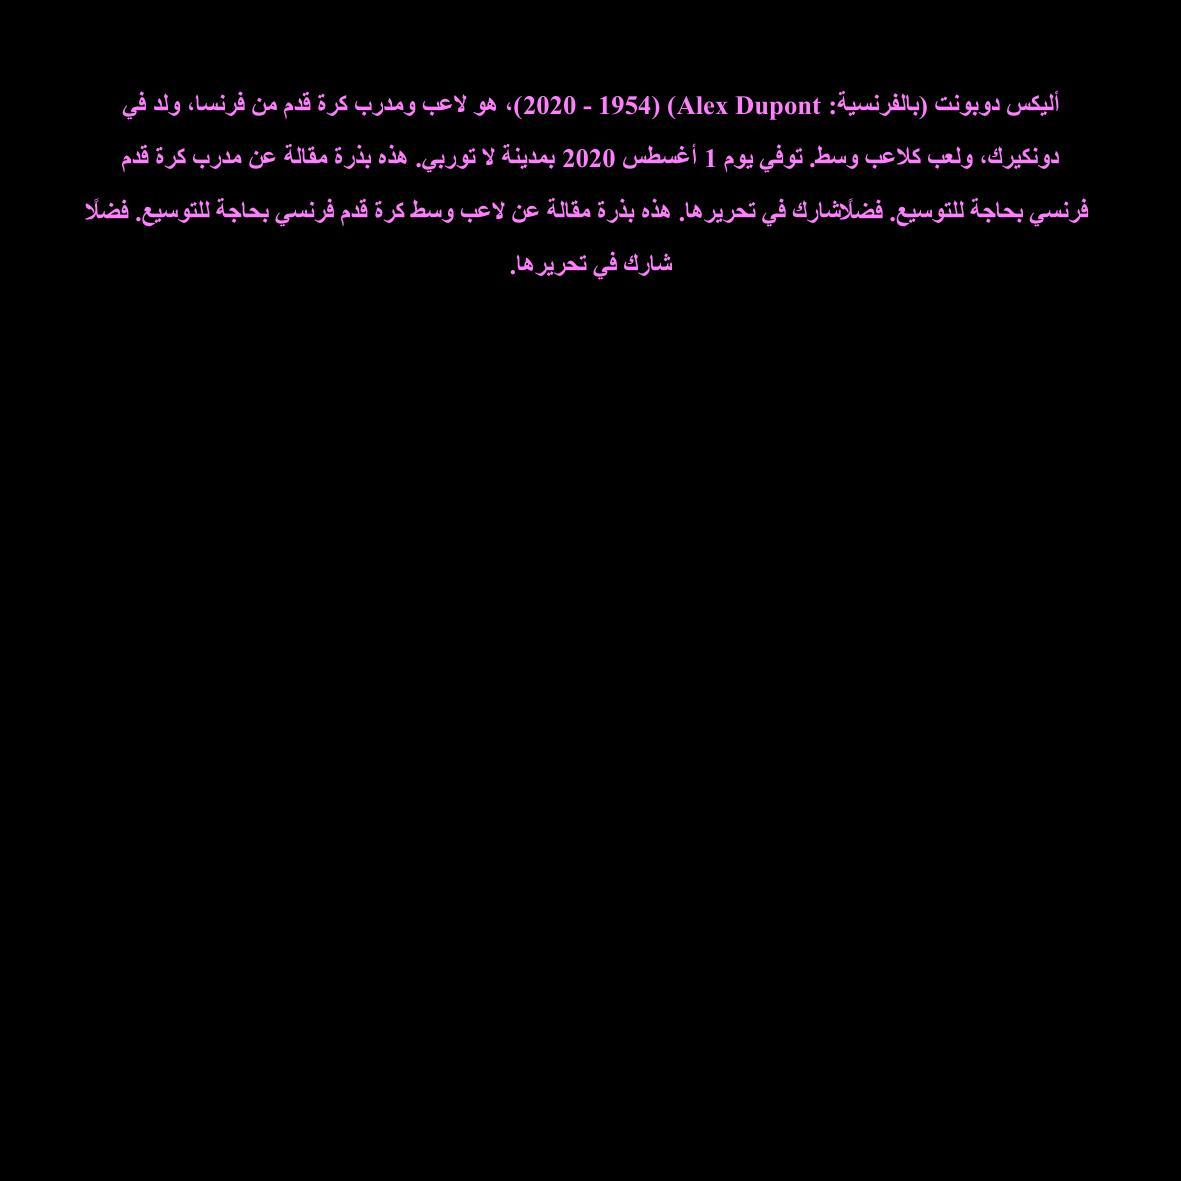 أليكس دوبونت (بالفرنسية: Alex Dupont) (1954 - 2020)، هو لاعب ومدرب كرة قدم من فرنسا، ولد في
دونكيرك، ولعب كلاعب وسط. توفي يوم 1 أغسطس 2020 بمدينة لا توربي. هذه بذرة مقالة عن مدرب كرة قدم
فرنسي بحاجة للتوسيع. فضلًاشارك في تحريرها. هذه بذرة مقالة عن لاعب وسط كرة قدم فرنسي بحاجة للتوسيع. فضلًا
شارك في تحريرها.